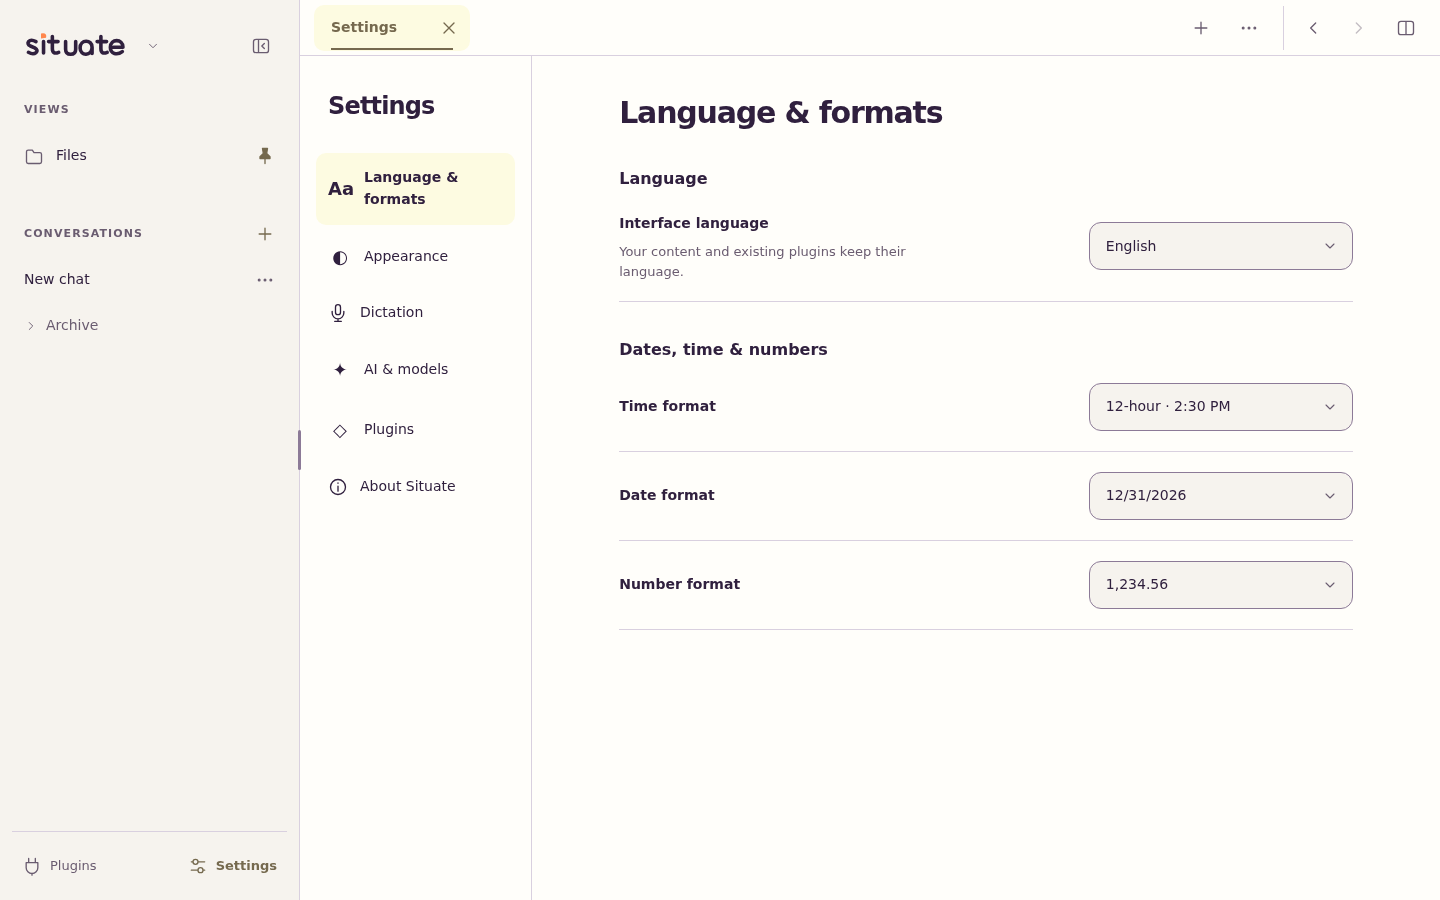 situate
VIEWS
Files
CONVERSATIONS
New chat
Archive
Plugins
Settings
Settings
Settings
Aa Language &
formats
Appearance
Dictation
AI & models
Plugins
About Situate
Language & formats
Language
Interface language
Your content and existing plugins keep their
language.
English
Dates, time & numbers
Time format
12-hour · 2:30 PM
Date format
12/31/2026
Number format
1,234.56